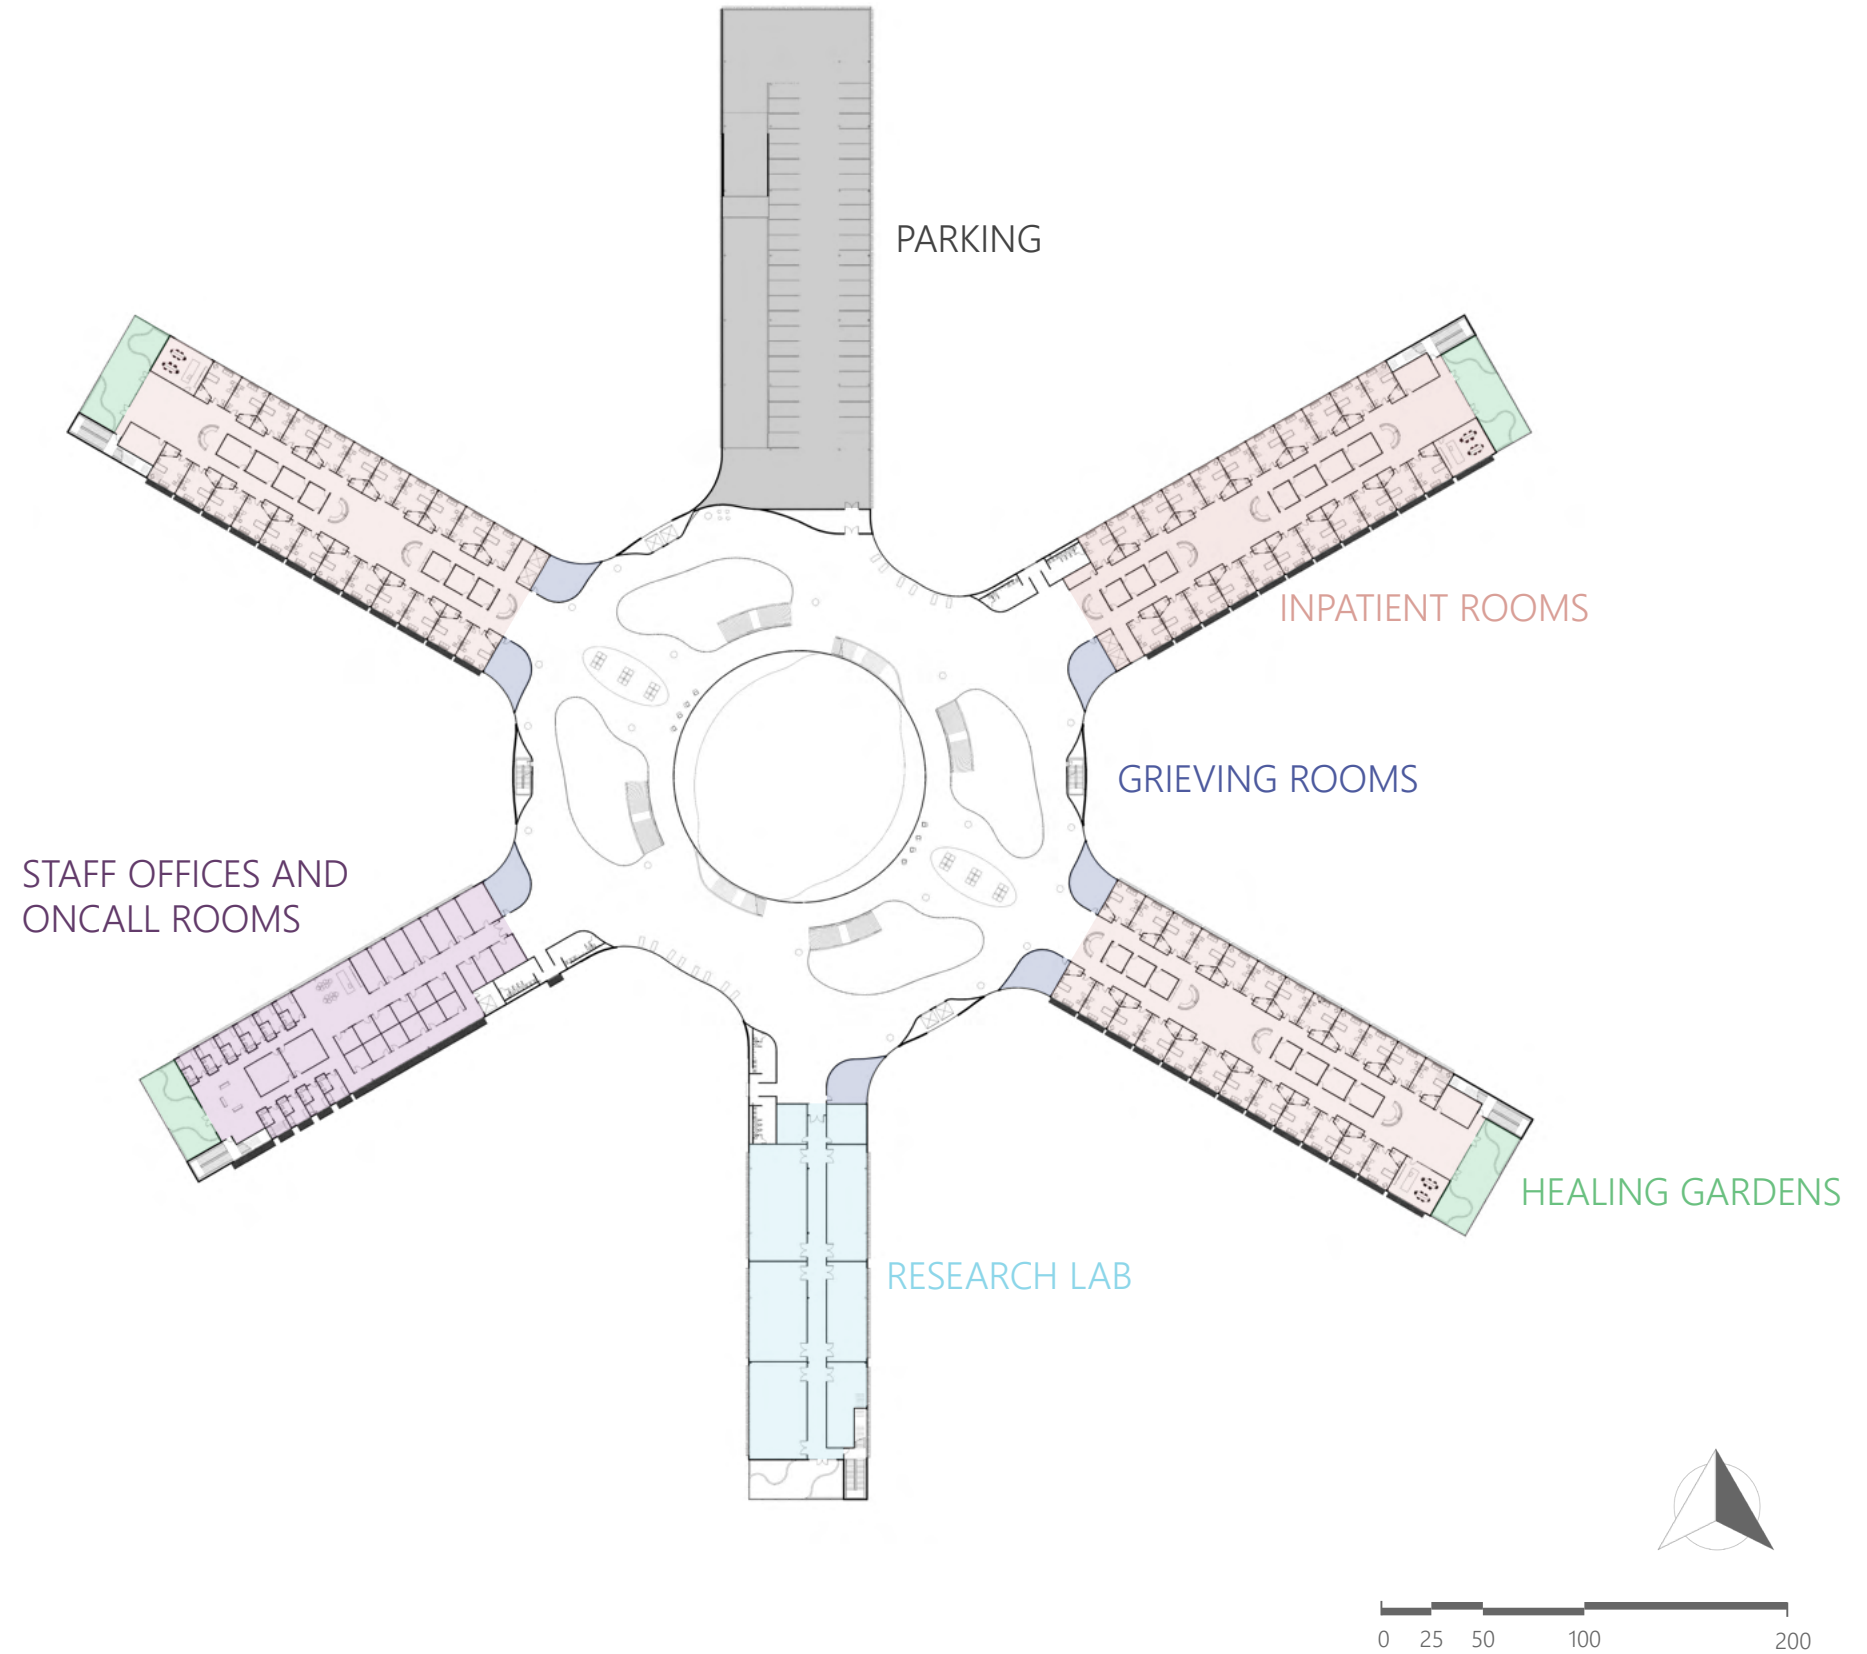 PARKING
INPATIENT ROOMS
GRIEVING ROOMS
STAFF OFFICES AND
ONCALL ROOMS
HEALING GARDENS
RESEARCH LAB
0 25 50 100 200